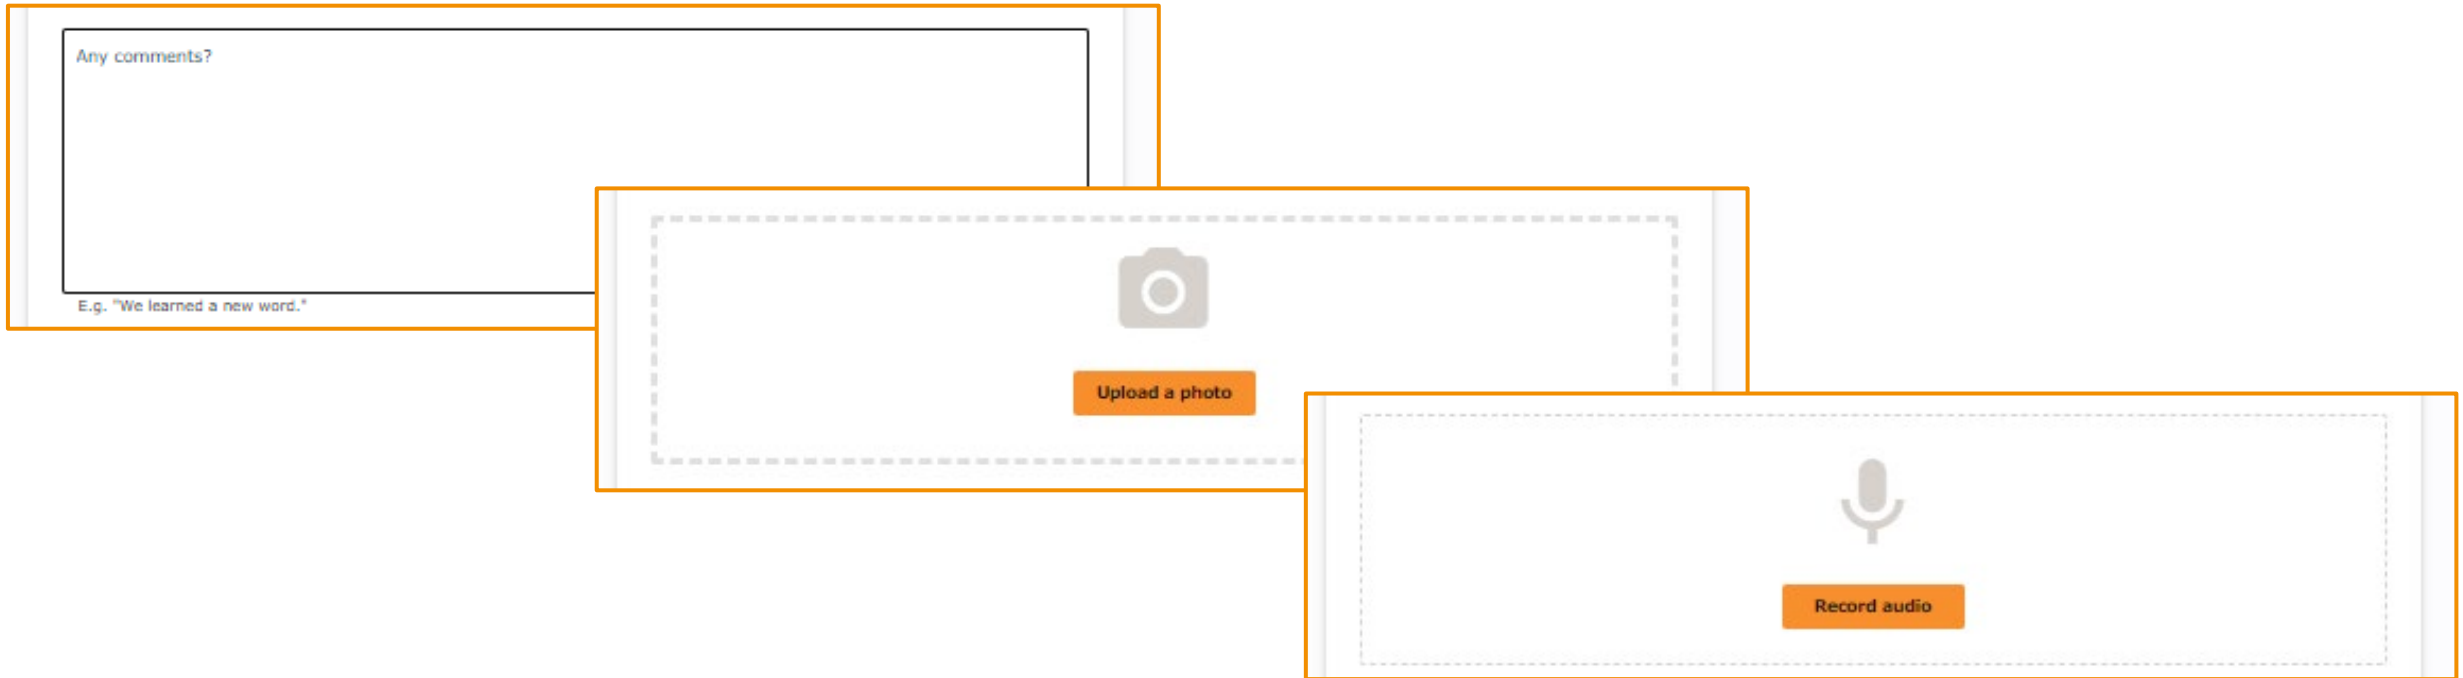 Any comments?
E.g. "We learned a new word."
Upload a photo
Record audio